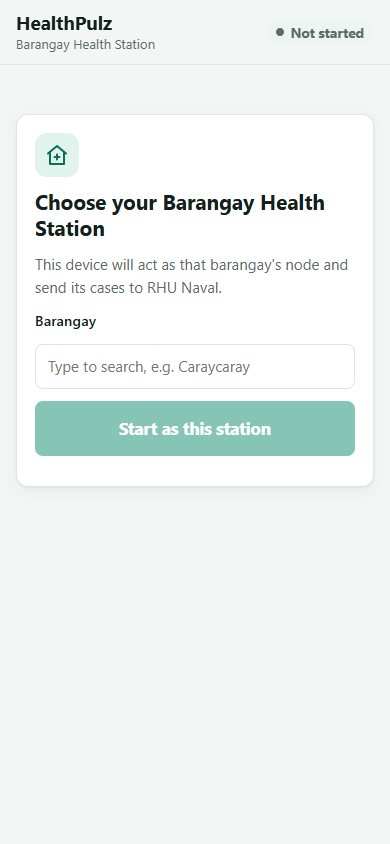 HealthPulz
Barangay Health Station
Not started
Choose your Barangay Health
Station
This device will act as that barangay's node and
send its cases to RHU Naval.
Barangay
Type to search, e.g. Caraycaray
Start as this station